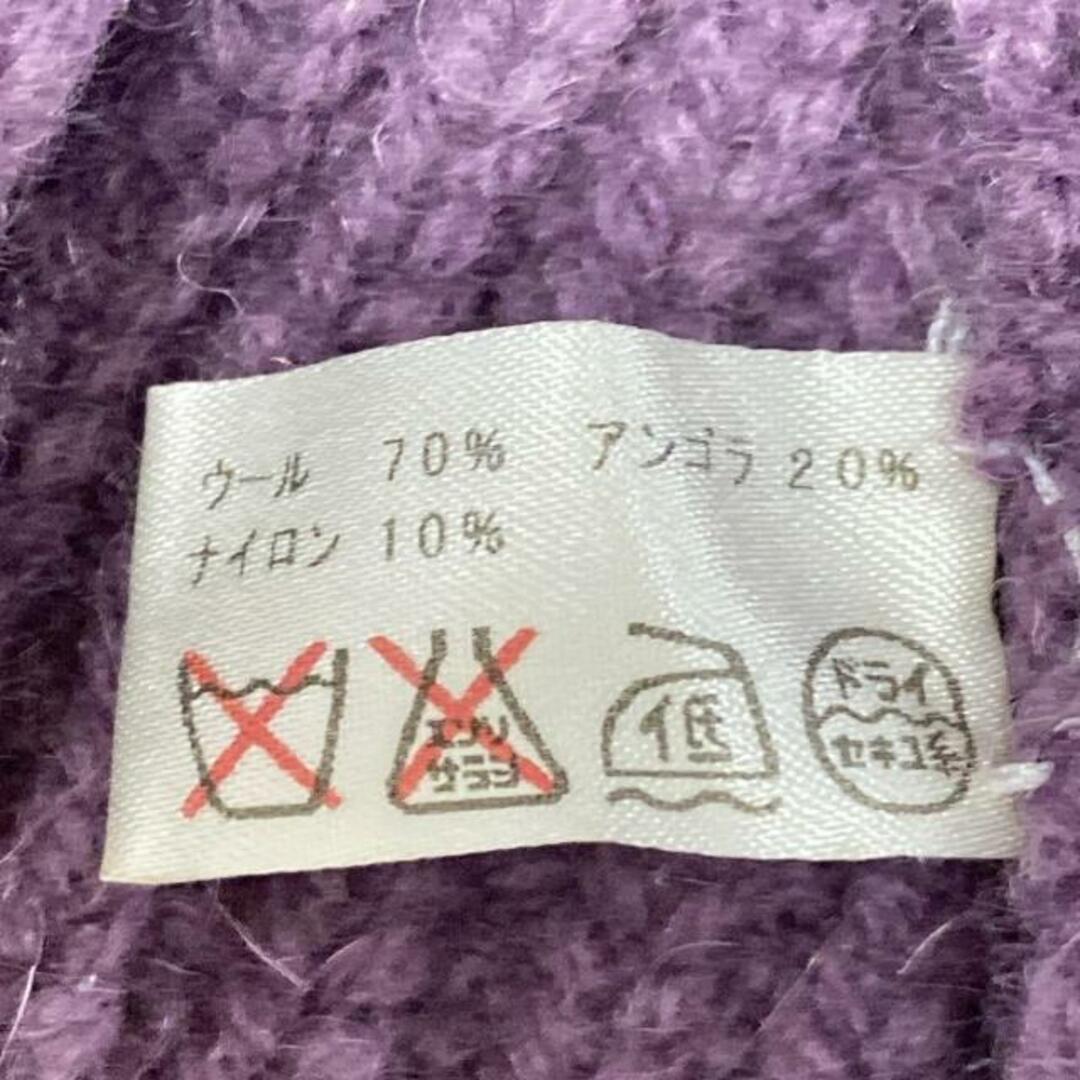 ウール 70% アンゴラ 20%
ナイロン 10%
エンソ
サラシ
低
ドライ
セキユ系